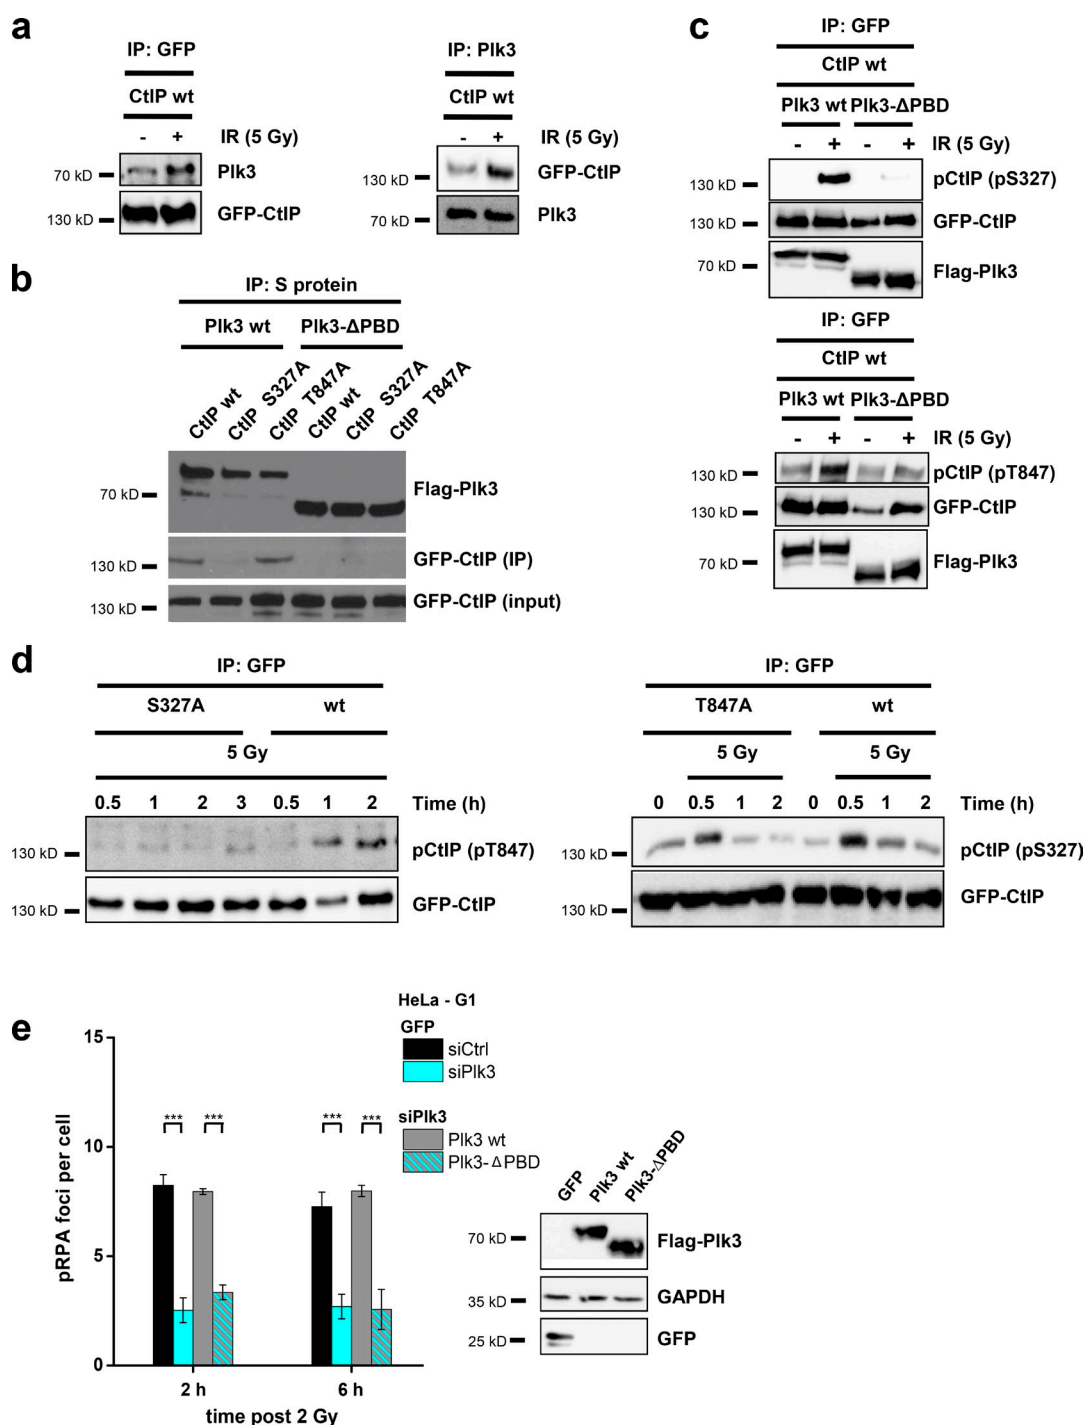 a
IP: GFP
CtIP wt
- + IR (5 Gy)
70 kD Plk3
130 kD GFP-CtIP
IP: Plk3
CtIP wt
- + IR (5 Gy)
130 kD GFP-CtIP
70 kD Plk3
b
IP: S protein
Plk3 wt Plk3-ΔPBD
CtIP wt
CtIP S327A
CtIP T847A
CtIP wt
CtIP S327A
CtIP T847A
70 kD Flag-Plk3
130 kD GFP-CtIP (IP)
130 kD GFP-CtIP (input)
c
IP: GFP
CtIP wt
Plk3 wt Plk3-ΔPBD
- + - + IR (5 Gy)
130 kD pCtIP (pS327)
130 kD GFP-CtIP
70 kD Flag-Plk3
IP: GFP
CtIP wt
Plk3 wt Plk3-ΔPBD
- + - + IR (5 Gy)
130 kD pCtIP (pT847)
130 kD GFP-CtIP
70 kD Flag-Plk3
d
IP: GFP
S327A wt
5 Gy
0.5 1 2 3 0.5 1 2 Time (h)
130 kD pCtIP (pT847)
130 kD GFP-CtIP
IP: GFP
T847A wt
5 Gy 5 Gy
0 0.5 1 2 0 0.5 1 2 Time (h)
130 kD pCtIP (pS327)
130 kD GFP-CtIP
e
HeLa - G1
GFP
siCtrl
siPlk3
siPlk3
Plk3 wt
Plk3-ΔPBD
pRPA foci per cell
15
10
5
0
*** *** *** ***
2 h 6 h
time post 2 Gy
GFP
Plk3 wt
Plk3-ΔPBD
70 kD Flag-Plk3
35 kD GAPDH
25 kD GFP